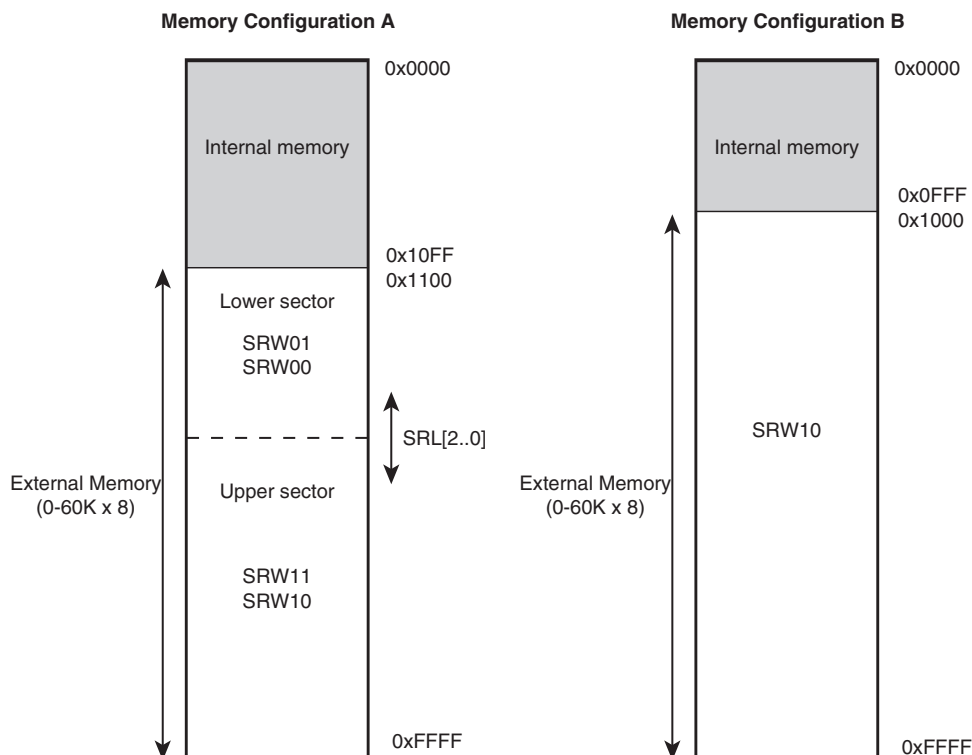 Memory Configuration A
0x0000
Internal memory
0x10FF
0x1100
Lower sector
SRW01
SRW00
SRL[2..0]
External Memory
(0-60K x 8)
Upper sector
SRW11
SRW10
0xFFFF
Memory Configuration B
0x0000
Internal memory
0x0FFF
0x1000
SRW10
External Memory
(0-60K x 8)
0xFFFF